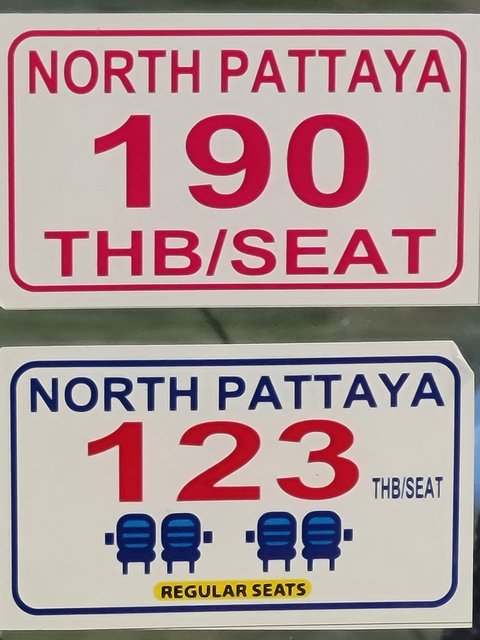 NORTH PATTAYA
190
THB/SEAT
NORTH PATTAYA
123 THB/SEAT
REGULAR SEATS